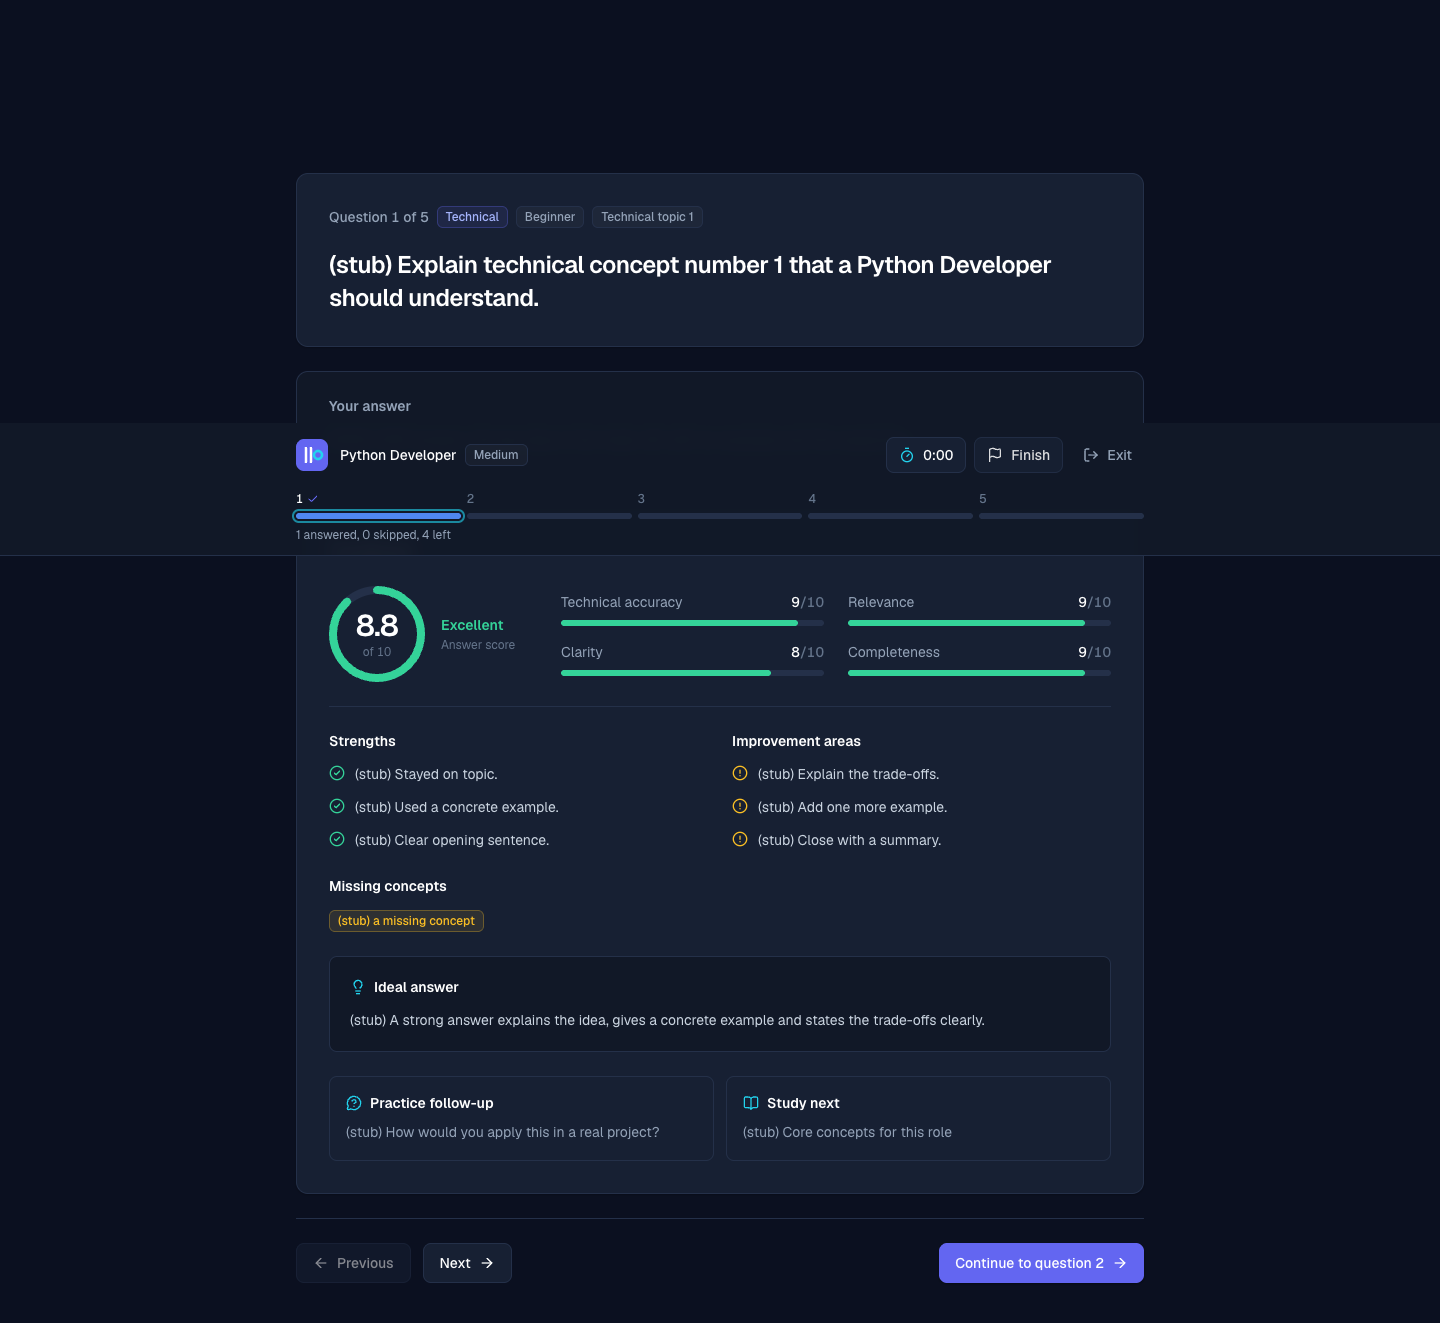 Question 1 of 5 Technical Beginner Technical topic 1
(stub) Explain technical concept number 1 that a Python Developer
should understand.
Your answer
Python Developer Medium 0:00 Finish Exit
1 2 3 4 5
1 answered, 0 skipped, 4 left
8.8
of 10
Excellent
Answer score
Technical accuracy 9/10
Relevance 9/10
Clarity 8/10
Completeness 9/10
Strengths
(stub) Stayed on topic.
(stub) Used a concrete example.
(stub) Clear opening sentence.
Improvement areas
(stub) Explain the trade-offs.
(stub) Add one more example.
(stub) Close with a summary.
Missing concepts
(stub) a missing concept
Ideal answer
(stub) A strong answer explains the idea, gives a concrete example and states the trade-offs clearly.
Practice follow-up
(stub) How would you apply this in a real project?
Study next
(stub) Core concepts for this role
Previous Next Continue to question 2